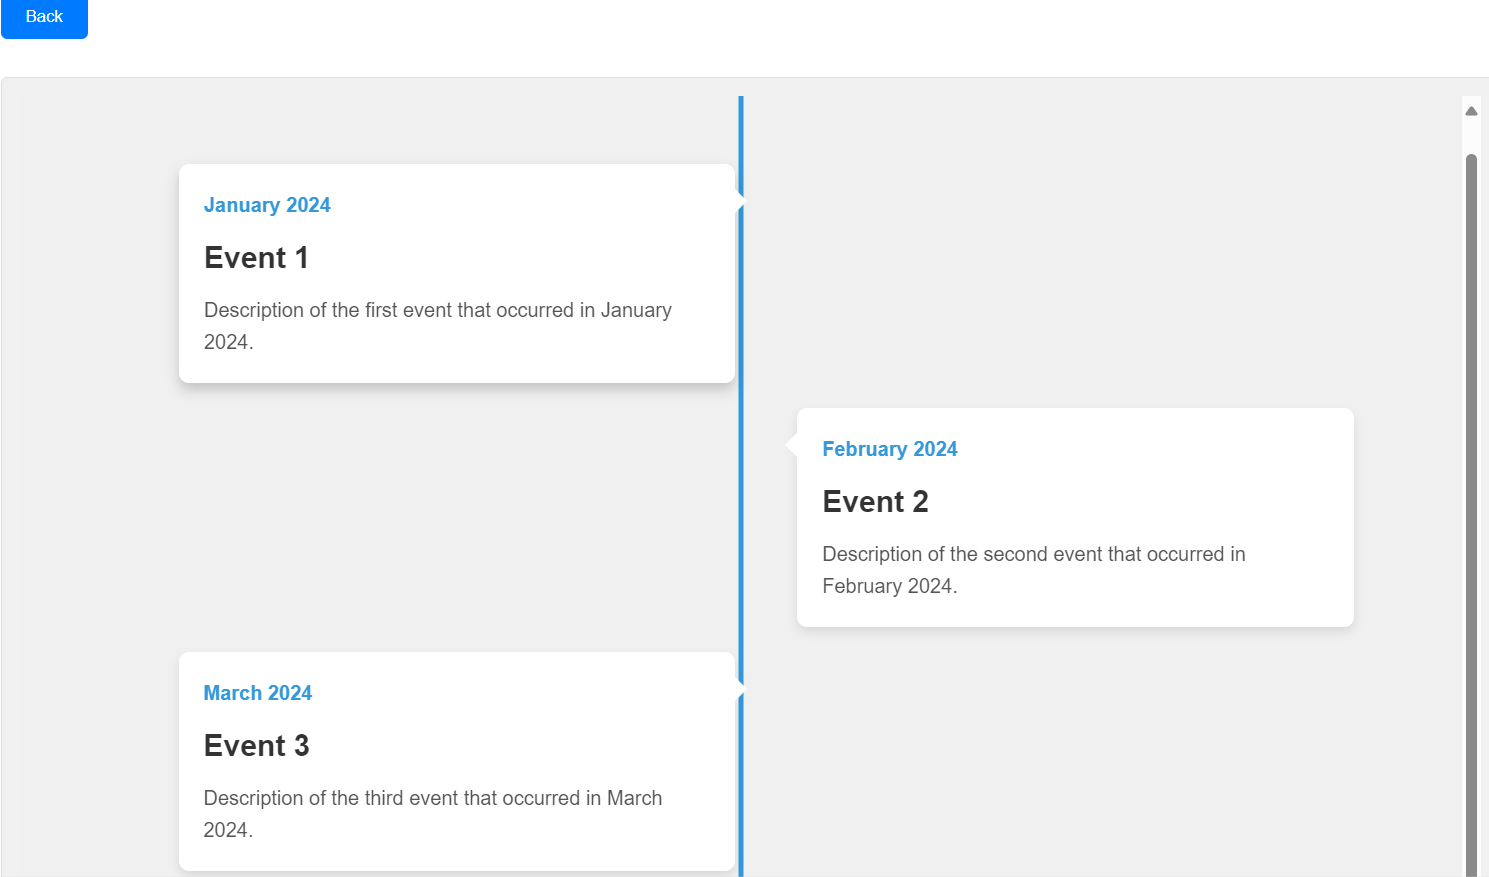 Back
January 2024
Event 1
Description of the first event that occurred in January
2024.
February 2024
Event 2
Description of the second event that occurred in
February 2024.
March 2024
Event 3
Description of the third event that occurred in March
2024.